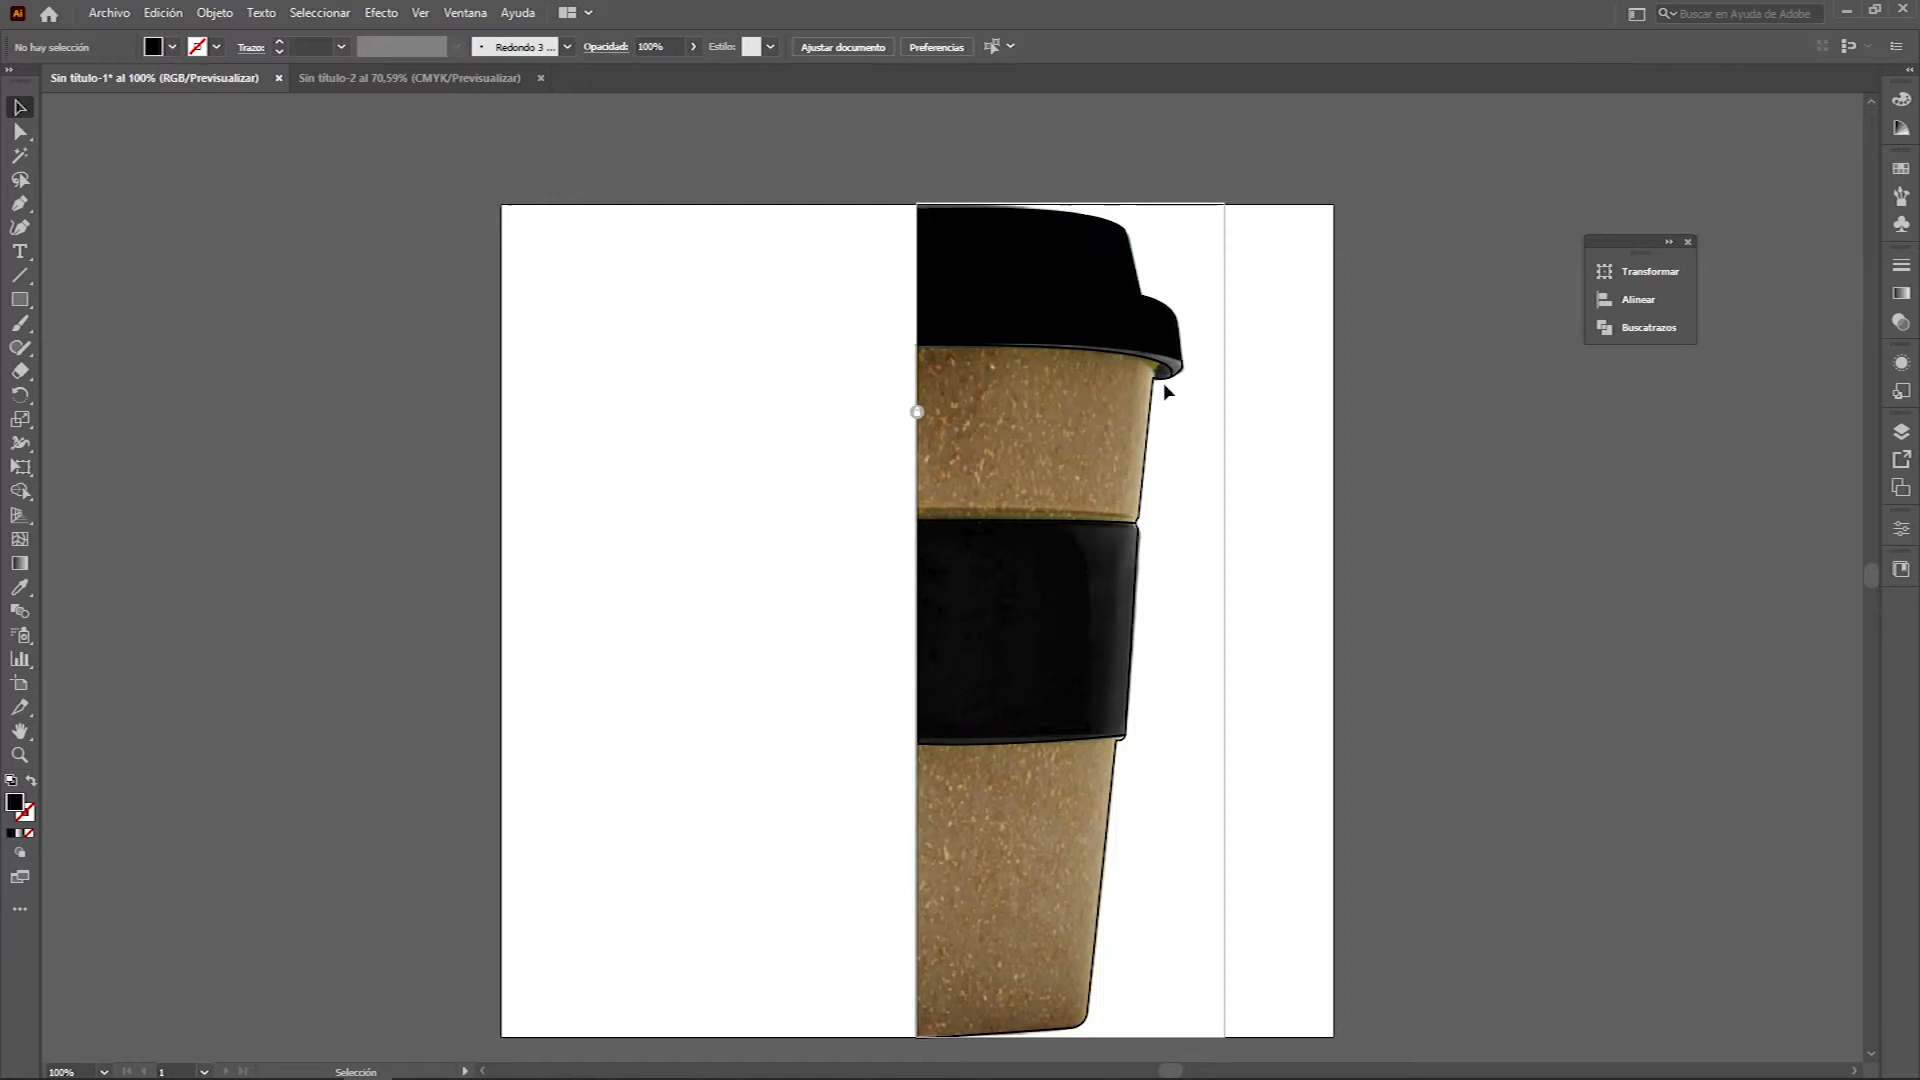 Ai Archivo Edición Objeto Texto Seleccionar Efecto Ver Ventana Ayuda Buscar en Ayuda de Adobe
No hay selección Trazo: Redondo 3 ... Opacidad: 100% Estilo: Ajustar documento Preferencias
Sin título-1* al 100% (RGB/Previsualizar) Sin título-2 al 70,59% (CMYK/Previsualizar)
Transformar
Alinear
Buscatrazos
100% 1 Selección